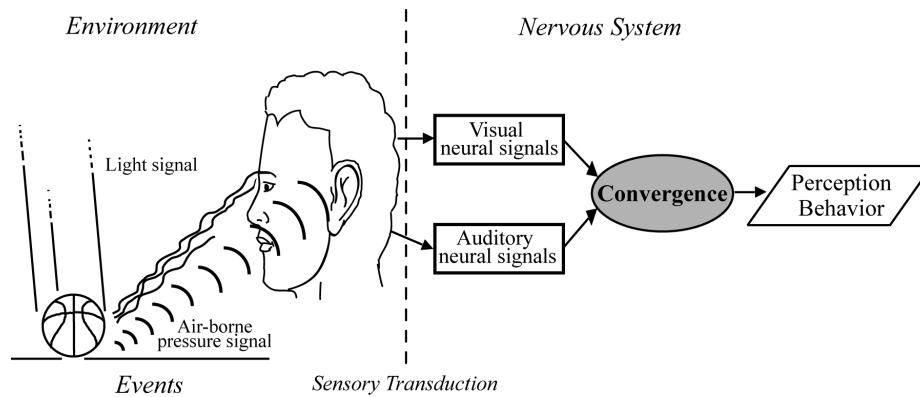 Environment
Nervous System
Light signal
Visual
neural signals
Convergence
Perception
Behavior
Auditory
neural signals
Air-borne
pressure signal
Events
Sensory Transduction